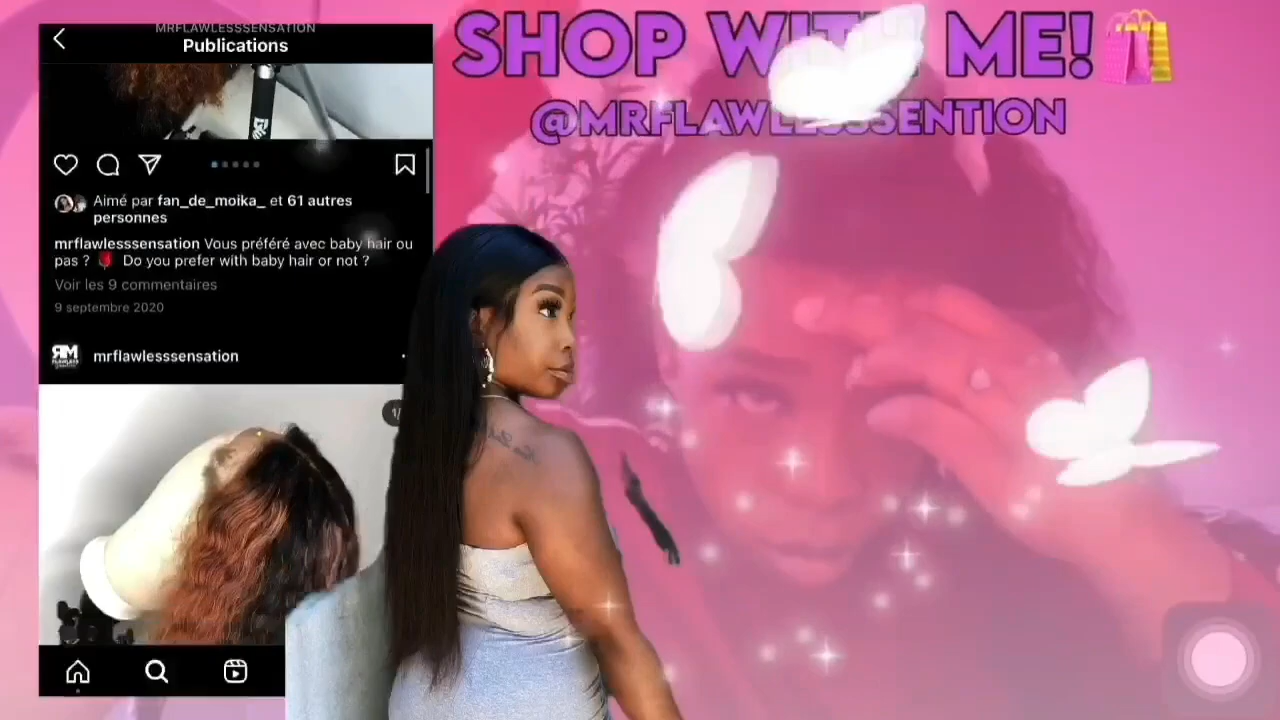 MRFLAWLESSSENSATION
Publications
SHOP WITH ME!
Aimé par fan_de_moika_ et 61 autres
personnes
mrflawlesssensation Vous préféré avec baby hair ou
pas ? Do you prefer with baby hair or not ?
Voir les 9 commentaires
9 septembre 2020
mrflawlesssensation